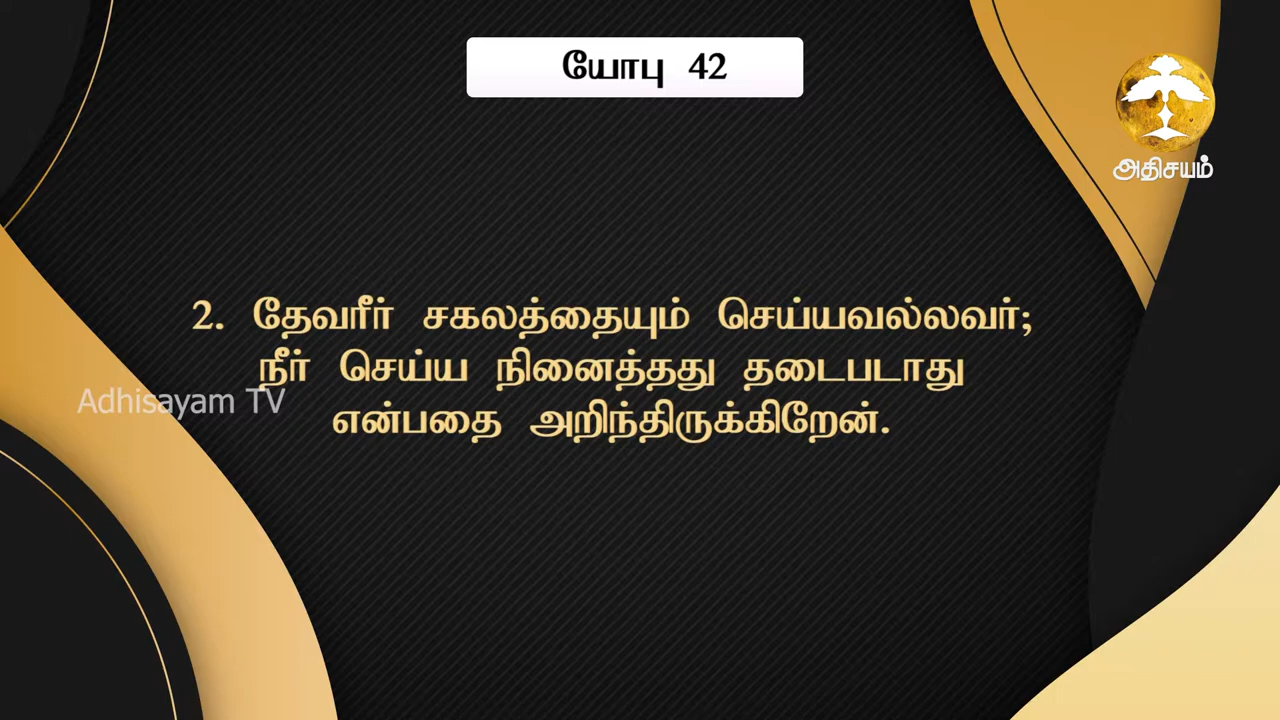 யோபு 42
அதிசயம்
2. தேவரீர் சகலத்தையும் செய்யவல்லவர்;
நீர் செய்ய நினைத்தது தடைபடாது
Adhisayam TV
என்பதை அறிந்திருக்கிறேன்.